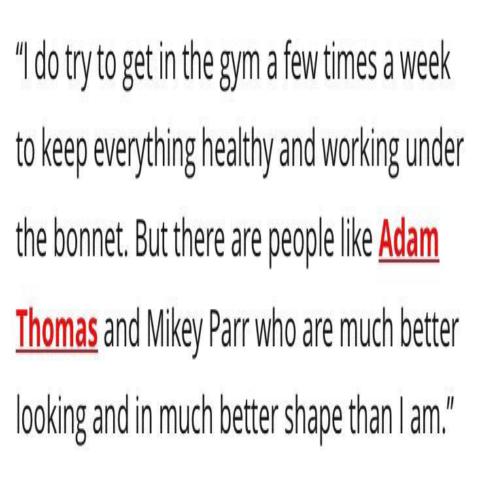 “I do try to get in the gym a few times a week
to keep everything healthy and working under
the bonnet. But there are people like Adam
Thomas and Mikey Parr who are much better
looking and in much better shape than I am.”